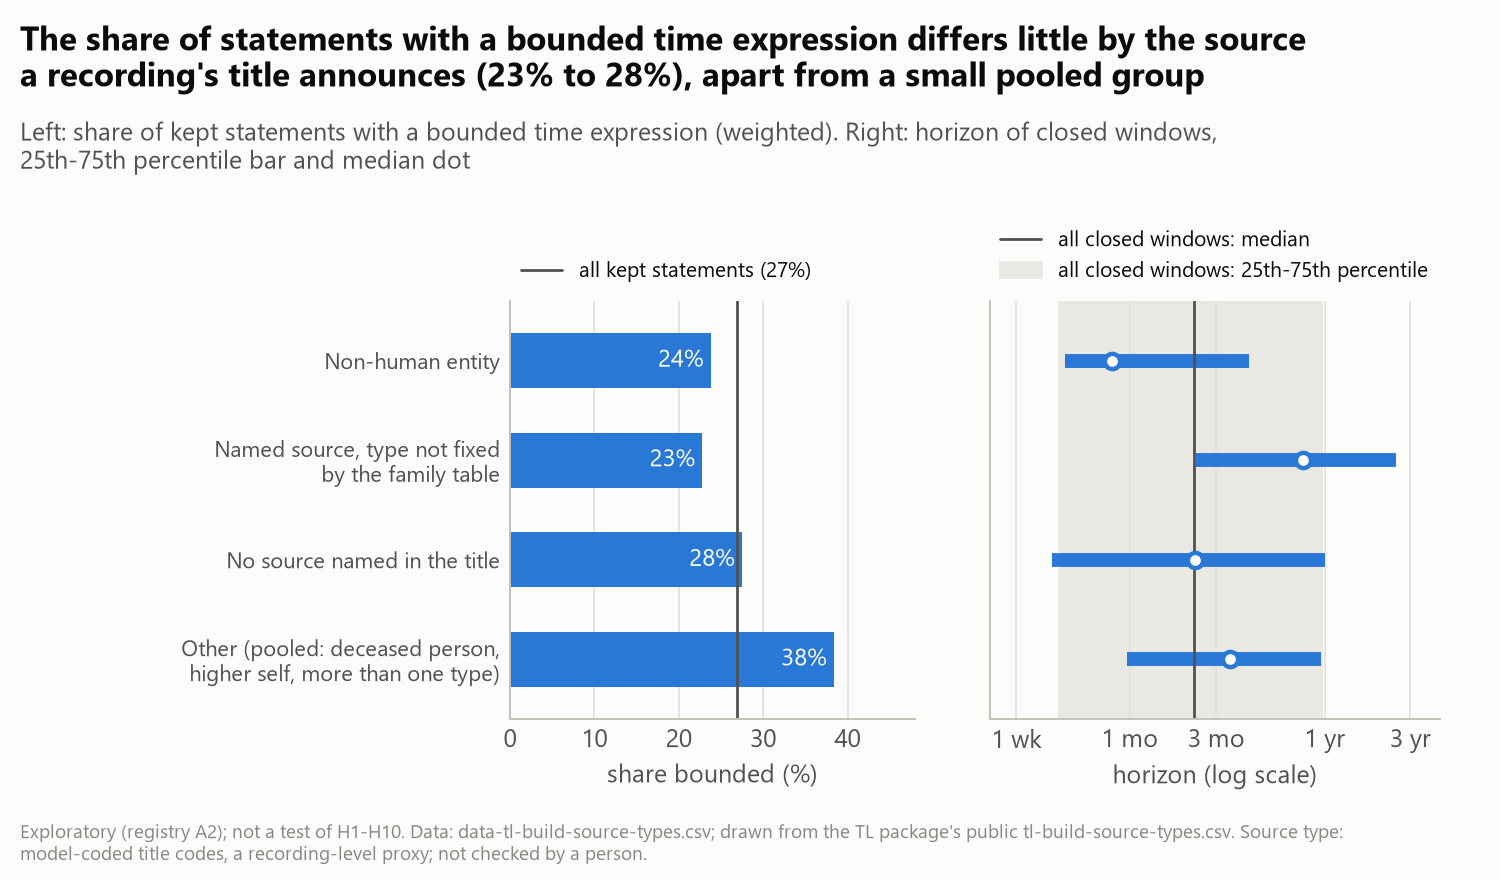 The share of statements with a bounded time expression differs little by the source
a recording's title announces (23% to 28%), apart from a small pooled group
Left: share of kept statements with a bounded time expression (weighted). Right: horizon of closed windows,
25th-75th percentile bar and median dot
all kept statements (27%)
all closed windows: median
all closed windows: 25th-75th percentile
Non-human entity
24%
Named source, type not fixed
by the family table
23%
No source named in the title
28%
Other (pooled: deceased person,
higher self, more than one type)
38%
0 10 20 30 40
share bounded (%)
1 wk 1 mo 3 mo 1 yr 3 yr
horizon (log scale)
Exploratory (registry A2); not a test of H1-H10. Data: data-tl-build-source-types.csv; drawn from the TL package's public tl-build-source-types.csv. Source type:
model-coded title codes, a recording-level proxy; not checked by a person.